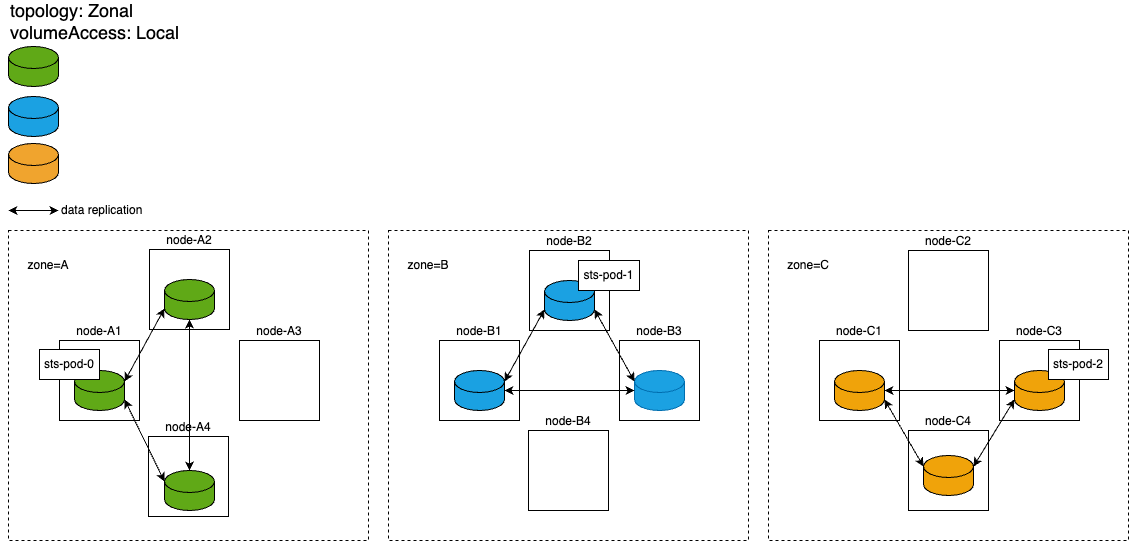 topology: Zonal
volumeAccess: Local
data replication
zone=A
node-A2
node-A1
sts-pod-0
node-A3
node-A4
zone=B
node-B2
sts-pod-1
node-B1
node-B3
node-B4
zone=C
node-C2
node-C1
node-C3
sts-pod-2
node-C4